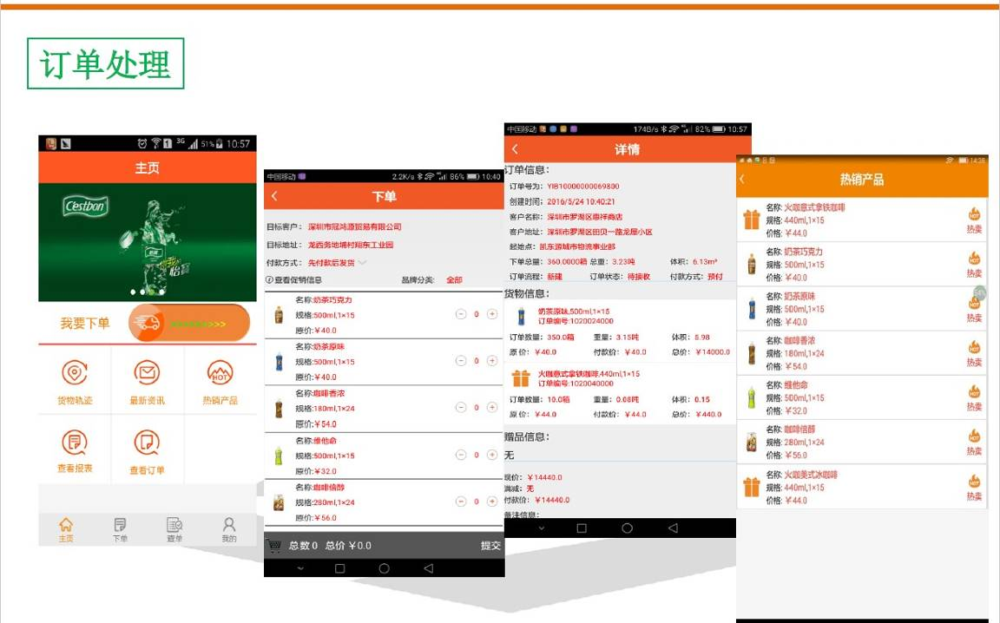 订单处理
3G 51% 10:57
主页
Cestbon
怡宝
我要下单
>>>>>>>>>>
货物轨迹 最新资讯 HOT 热销产品
查看报表 查看订单
主页 下单 查单 我的
中国移动 2.2K/s 86% 10:40
下单
目标客户: 深圳市冠鸿源贸易有限公司
目标地址: 龙西务地埔村翔东工业园
付款方式: 先付款后发货
查看促销信息 品牌分类: 全部
名称:奶茶巧克力
规格:500ml,1×15 0
原价:¥40.0
名称:奶茶原味
规格:500ml,1×15 0
原价:¥40.0
名称:咖啡香浓
规格:180ml,1×24 0
原价:¥54.0
名称:维他命
规格:500ml,1×15 0
原价:¥32.0
名称:咖啡倍醇
规格:280ml,1×24 0
原价:¥56.0
总数0 总价¥0.0 提交
中国移动 174B/s 82% 10:57
详情
订单信息:
订单号为: YIB10000000069800
创建时间: 2016/5/24 10:40:21
客户名称: 深圳市罗湖区惠祥商店
客户地址: 深圳市罗湖区田贝一路龙屋小区
起始点: 凯东源城市物流事业部
下单总量: 360.0000箱 总重: 3.23吨 体积: 6.13m³
订单流程: 新建 订单状态: 待接收 付款方式: 预付
货物信息:
奶茶原味,500ml,1×15
订单编号:1020024000
订单数量: 350.0箱 重量: 3.15吨 体积: 5.98
原价: ¥40.0 付款价: ¥40.0 总价: ¥14000.0
火咖意式拿铁咖啡,440ml,1×15
订单编号:1020040000
订单数量: 10.0箱 重量: 0.08吨 体积: 0.15
原价: ¥44.0 付款价: ¥44.0 总价: ¥440.0
赠品信息:
无
现价: ¥14440.0
满减: 无
付款价: ¥14440.0
备注信息:
14:28
热销产品
名称: 火咖意式拿铁咖啡
规格: 440ml,1×15
价格: ¥44.0
HOT
热卖
名称: 奶茶巧克力
规格: 500ml,1×15
价格: ¥40.0
HOT
热卖
名称: 奶茶原味
规格: 500ml,1×15
价格: ¥40.0
HOT
热卖
名称: 咖啡香浓
规格: 180ml,1×24
价格: ¥54.0
HOT
热卖
名称: 维他命
规格: 500ml,1×15
价格: ¥32.0
HOT
热卖
名称: 咖啡倍醇
规格: 280ml,1×24
价格: ¥56.0
HOT
热卖
名称: 火咖美式冰咖啡
规格: 440ml,1×15
价格: ¥44.0
HOT
热卖